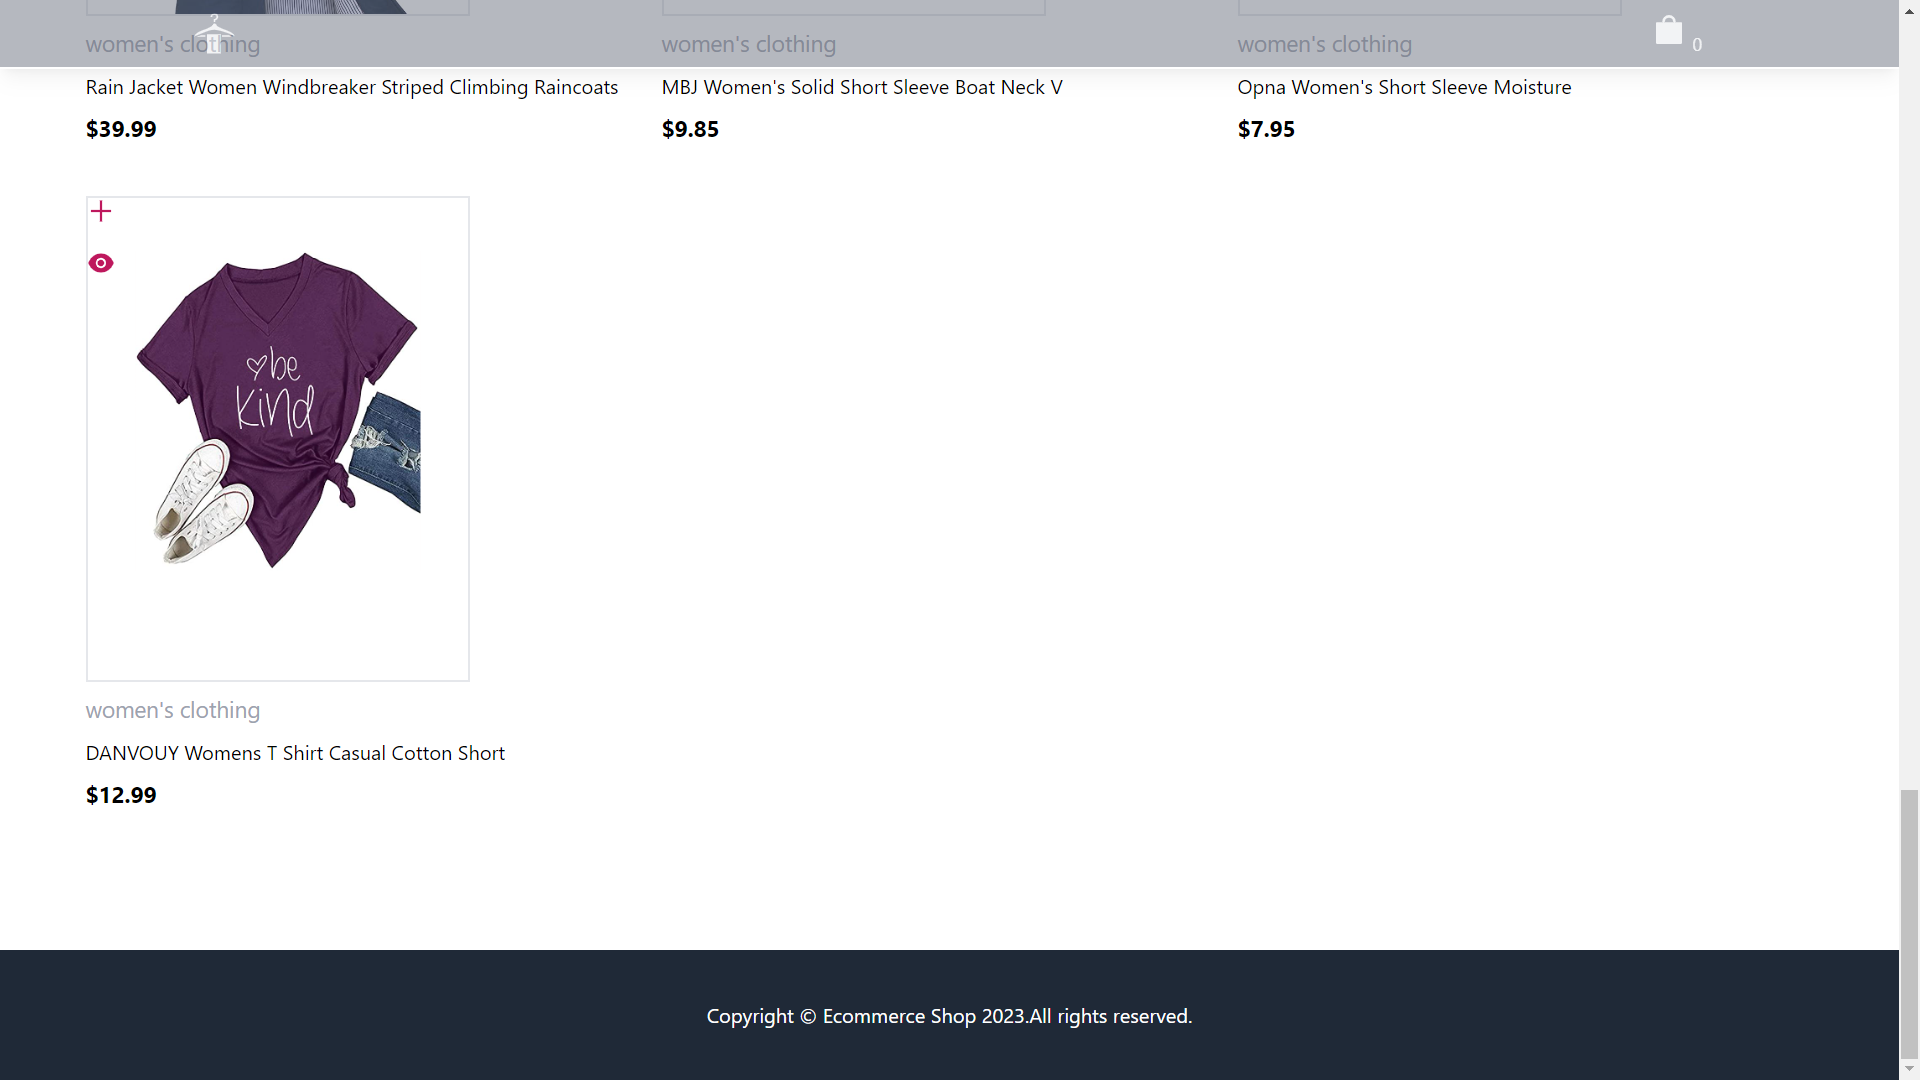 women's clothing
women's clothing
women's clothing
0
Rain Jacket Women Windbreaker Striped Climbing Raincoats
MBJ Women's Solid Short Sleeve Boat Neck V
Opna Women's Short Sleeve Moisture
$39.99
$9.85
$7.95
be
kind
women's clothing
DANVOUY Womens T Shirt Casual Cotton Short
$12.99
Copyright © Ecommerce Shop 2023.All rights reserved.